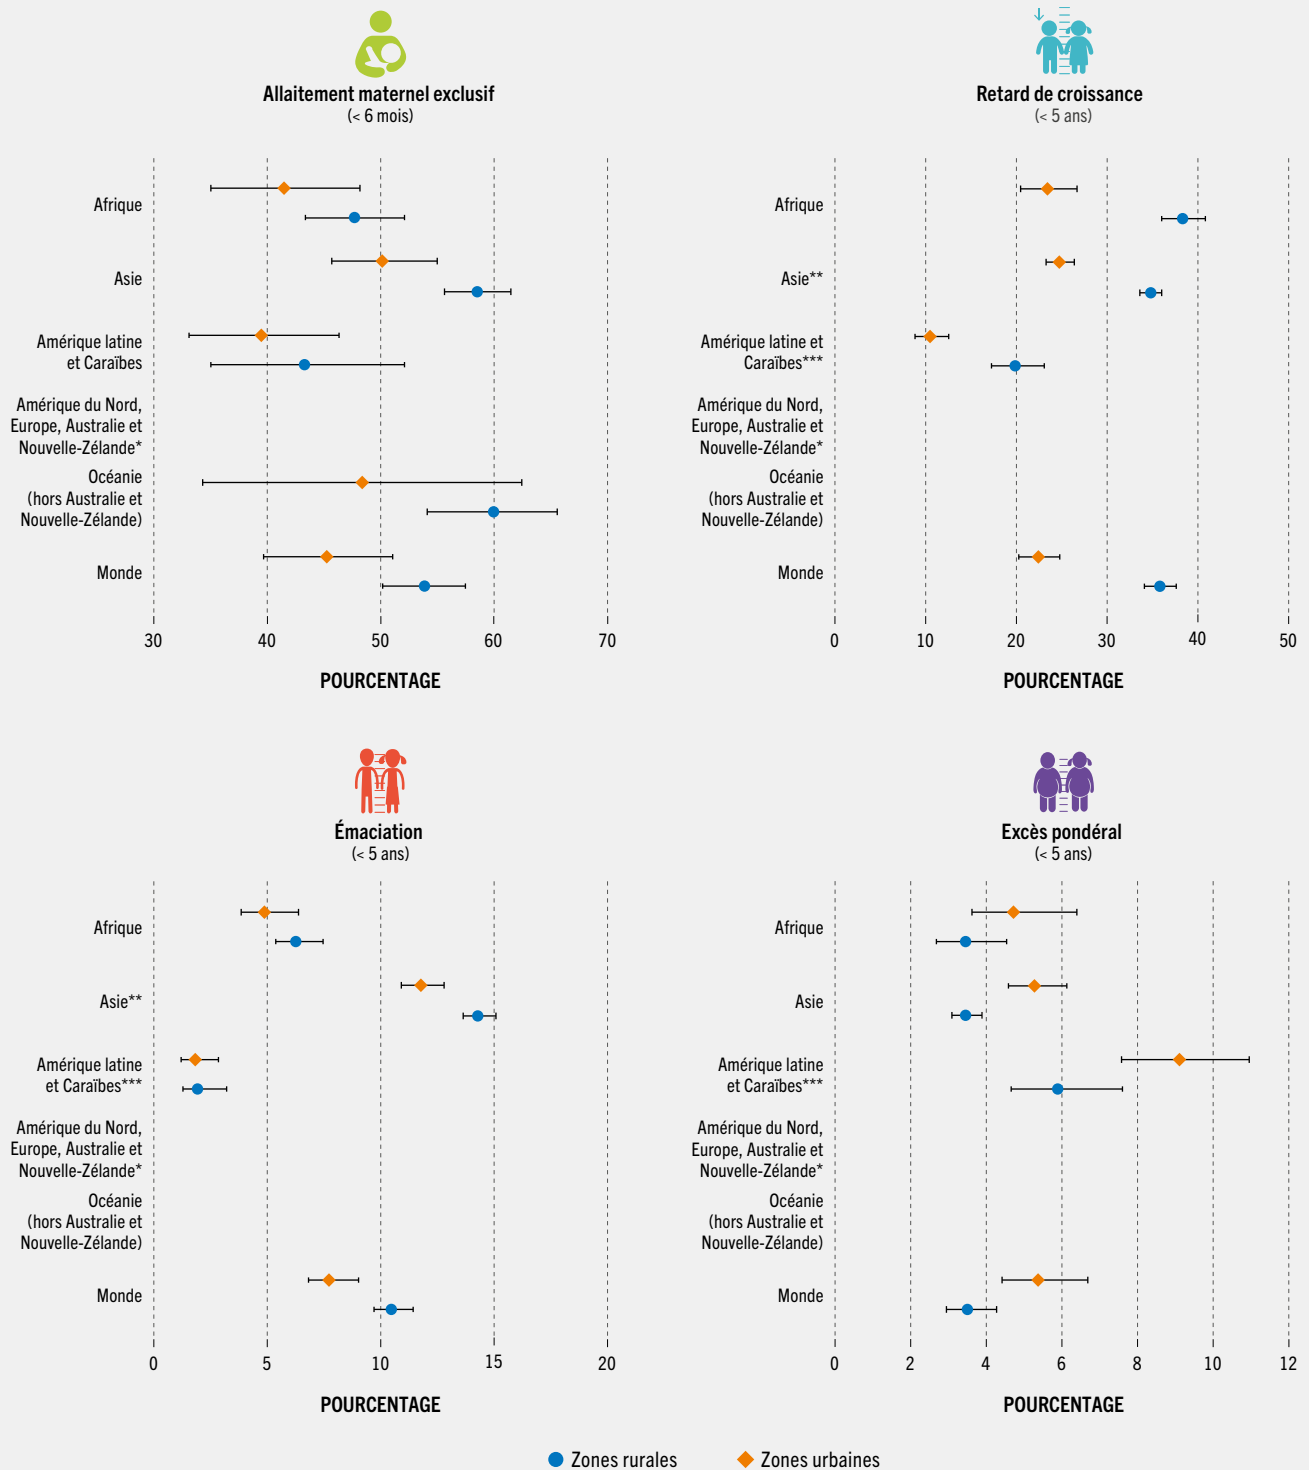 Allaitement maternel exclusif
(< 6 mois)
Afrique
Asie
Amérique latine
et Caraïbes
Amérique du Nord,
Europe, Australie et
Nouvelle-Zélande*
Océanie
(hors Australie et
Nouvelle-Zélande)
Monde
30 40 50 60 70
POURCENTAGE
Retard de croissance
(< 5 ans)
Afrique
Asie**
Amérique latine et
Caraïbes***
Amérique du Nord,
Europe, Australie et
Nouvelle-Zélande*
Océanie
(hors Australie et
Nouvelle-Zélande)
Monde
0 10 20 30 40 50
POURCENTAGE
Émaciation
(< 5 ans)
Afrique
Asie**
Amérique latine
et Caraïbes***
Amérique du Nord,
Europe, Australie et
Nouvelle-Zélande*
Océanie
(hors Australie et
Nouvelle-Zélande)
Monde
0 5 10 15 20
POURCENTAGE
Excès pondéral
(< 5 ans)
Afrique
Asie
Amérique latine
et Caraïbes***
Amérique du Nord,
Europe, Australie et
Nouvelle-Zélande*
Océanie
(hors Australie et
Nouvelle-Zélande)
Monde
0 2 4 6 8 10 12
POURCENTAGE
Zones rurales Zones urbaines